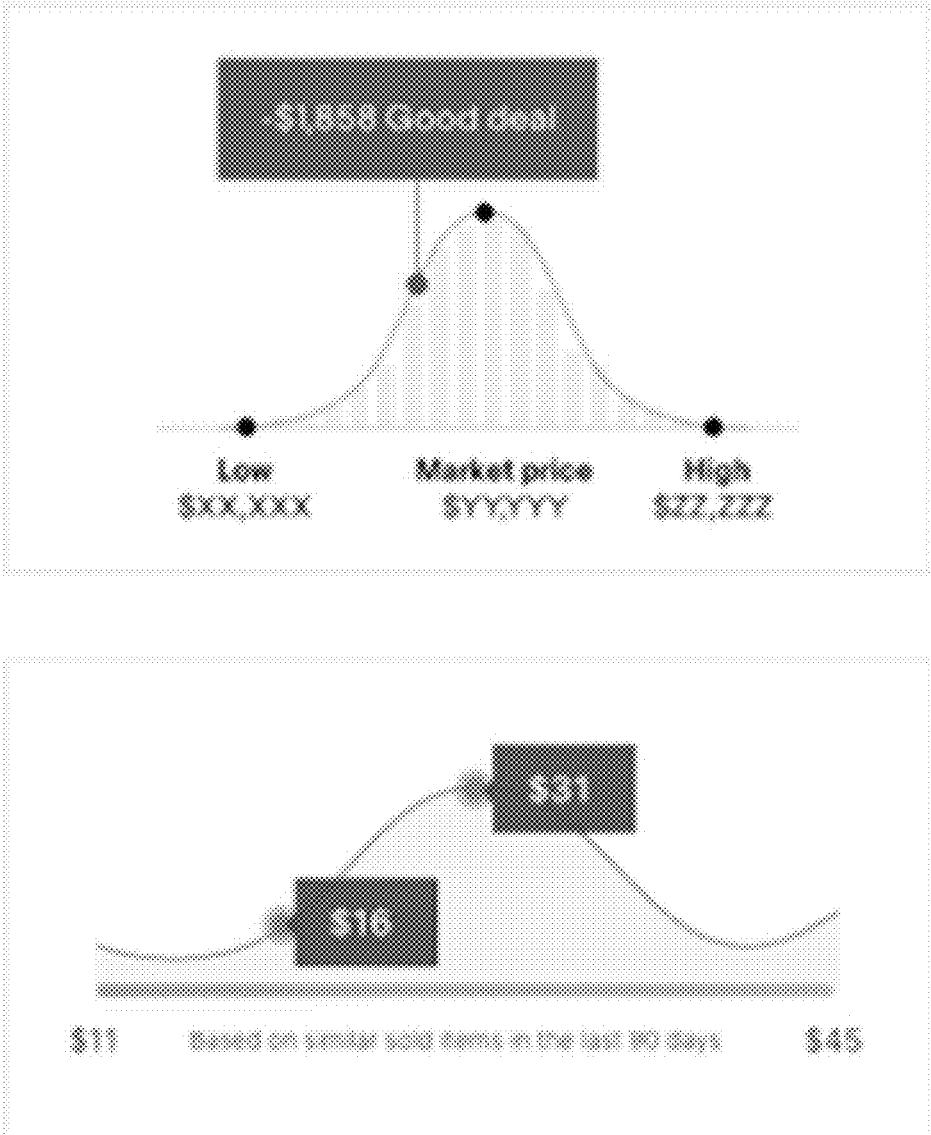 $1,868 Good deal
Low
Market price
High
$XX,XXX
$YY,YYY
$ZZ,ZZZ
$31
$16
$11
Based on similar sold items in the last 90 days
$45